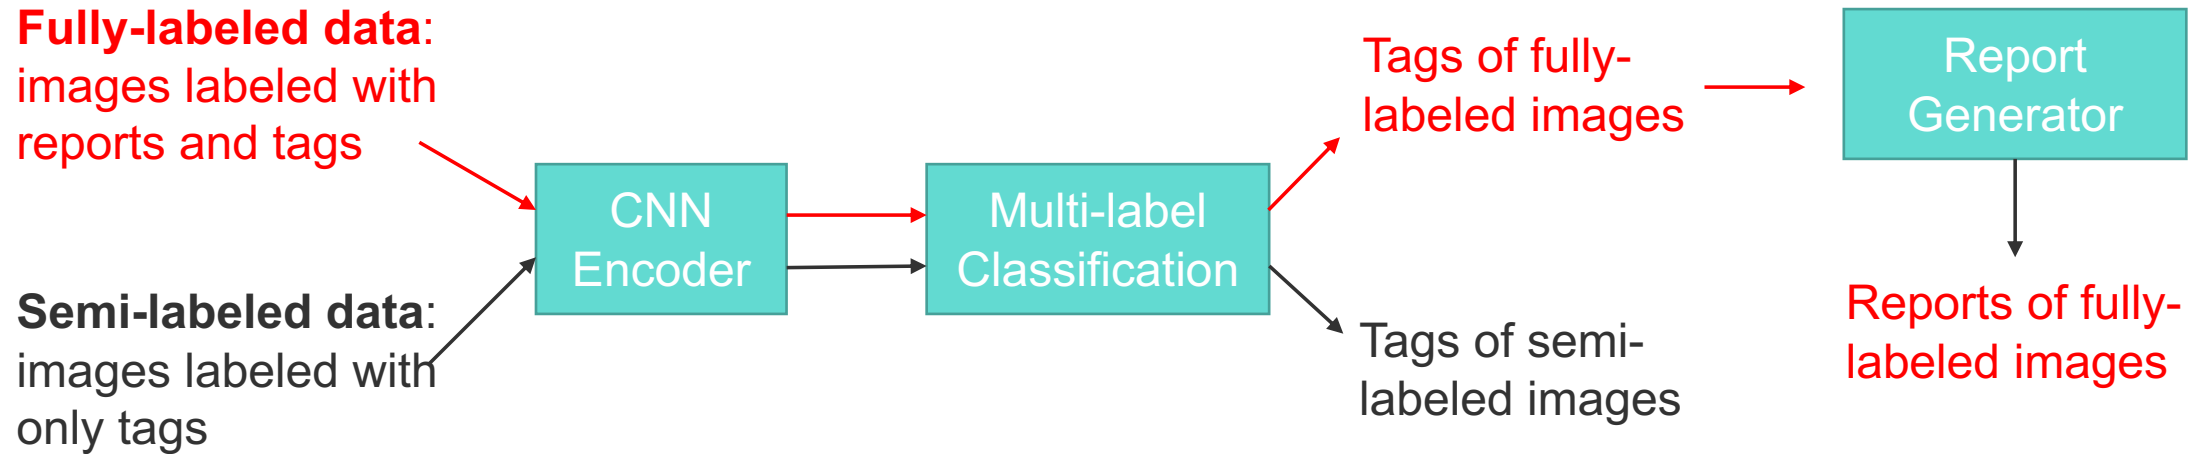 Fully-labeled data:
images labeled with
reports and tags
Semi-labeled data:
images labeled with
only tags
CNN
Encoder
Multi-label
Classification
Tags of fully-
labeled images
Tags of semi-
labeled images
Report
Generator
Reports of fully-
labeled images